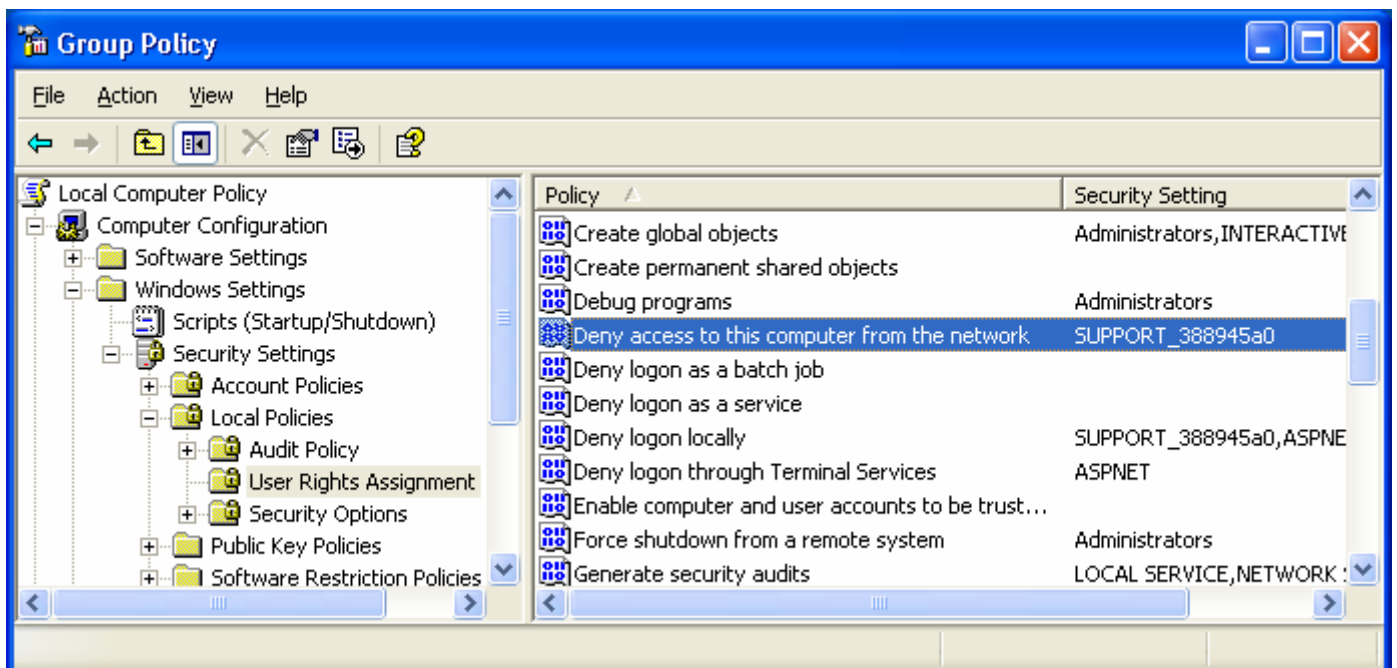 Group Policy
File Action View Help
Local Computer Policy
Computer Configuration
Software Settings
Windows Settings
Scripts (Startup/Shutdown)
Security Settings
Account Policies
Local Policies
Audit Policy
User Rights Assignment
Security Options
Public Key Policies
Software Restriction Policies
Policy Security Setting
Create global objects Administrators,INTERACTIVE
Create permanent shared objects
Debug programs Administrators
Deny access to this computer from the network SUPPORT_388945a0
Deny logon as a batch job
Deny logon as a service
Deny logon locally SUPPORT_388945a0,ASPNE
Deny logon through Terminal Services ASPNET
Enable computer and user accounts to be trust...
Force shutdown from a remote system Administrators
Generate security audits LOCAL SERVICE,NETWORK